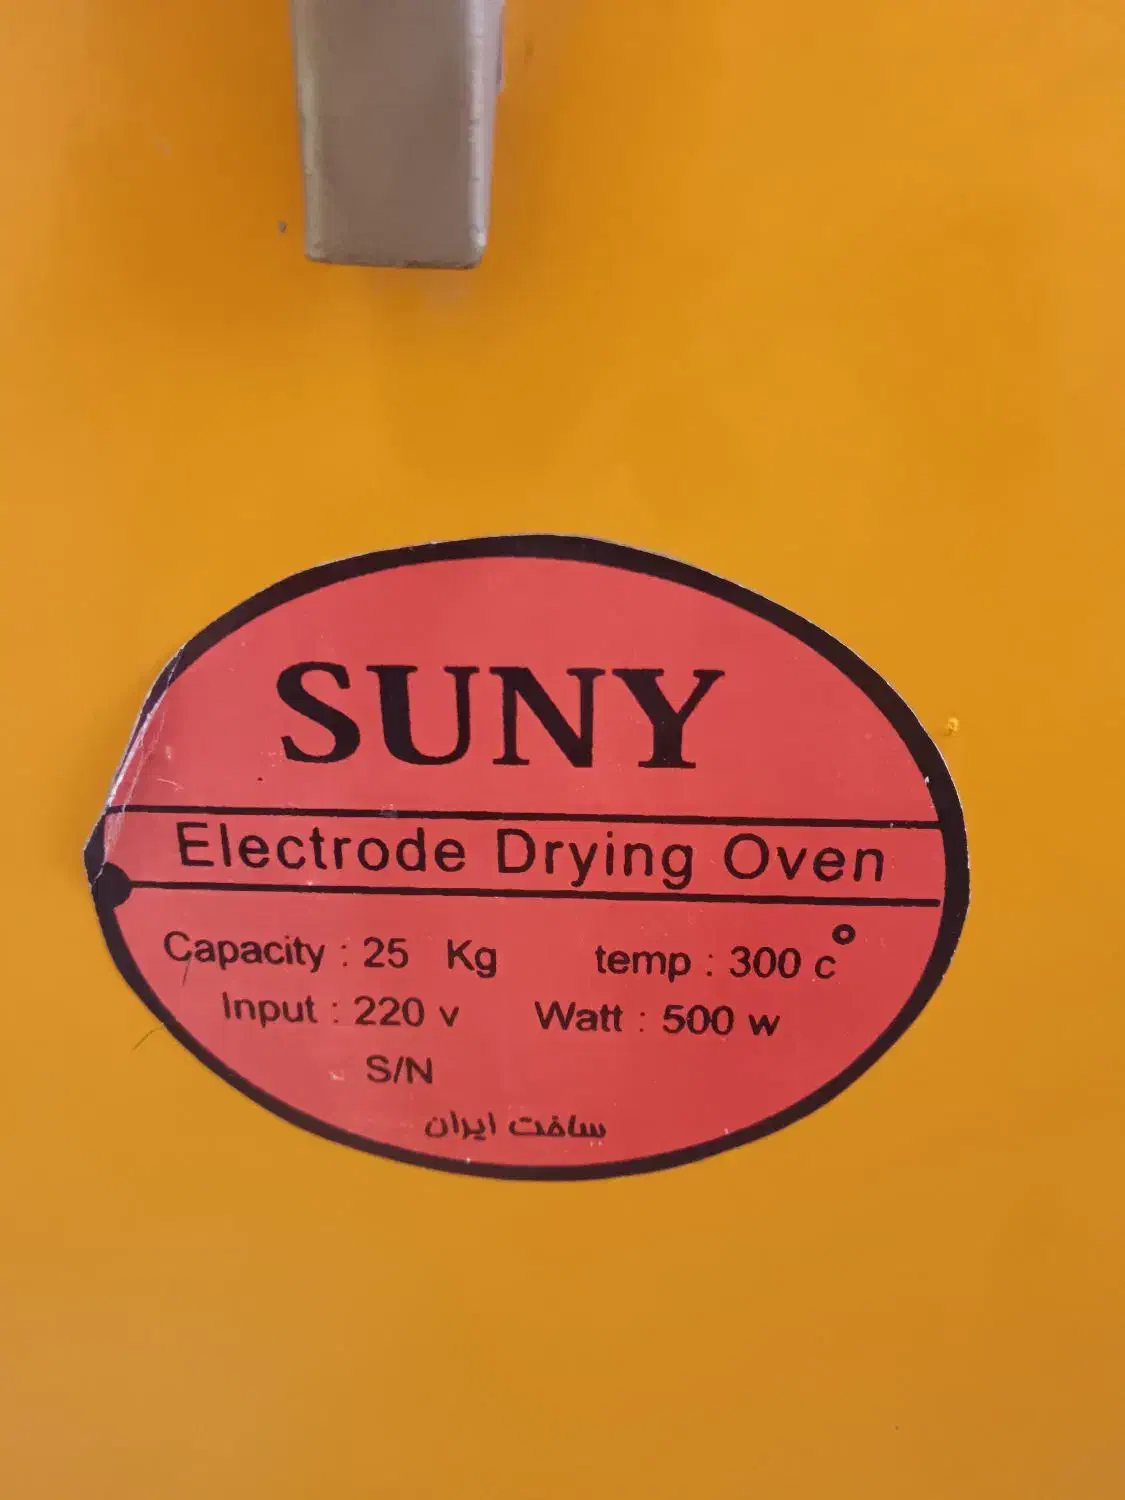 SUNY
Electrode Drying Oven
Capacity : 25 Kg temp : 300 c°
Input : 220 v Watt : 500 w
S/N
ساخت ایران